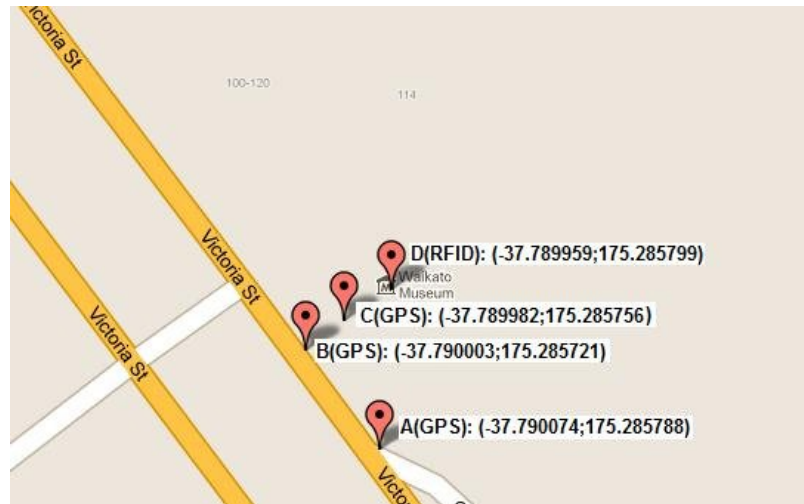 Victoria St
100-120
114
Victoria St
D(RFID): (-37.789959;175.285799)
Waikato
Museum
C(GPS): (-37.789982;175.285756)
Victoria St
B(GPS): (-37.790003;175.285721)
A(GPS): (-37.790074;175.285788)